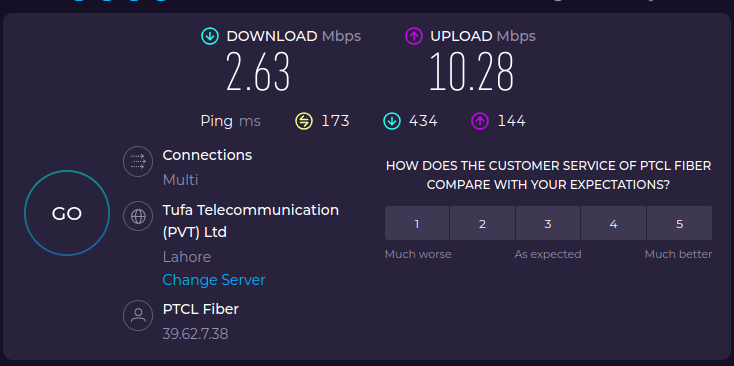 DOWNLOAD Mbps
2.63
UPLOAD Mbps
10.28
Ping ms 173 434 144
GO
Connections
Multi
Tufa Telecommunication
(PVT) Ltd
Lahore
Change Server
PTCL Fiber
39.62.7.38
HOW DOES THE CUSTOMER SERVICE OF PTCL FIBER
COMPARE WITH YOUR EXPECTATIONS?
1 2 3 4 5
Much worse As expected Much better